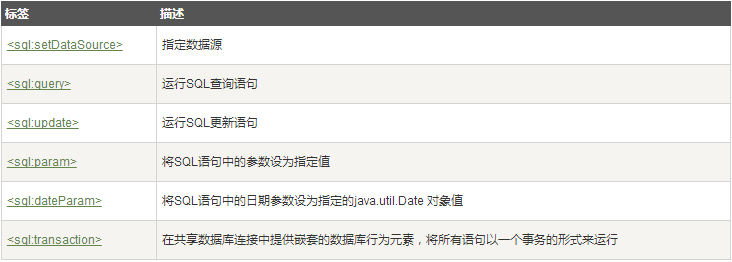 标签 描述
<sql:setDataSource> 指定数据源
<sql:query> 运行SQL查询语句
<sql:update> 运行SQL更新语句
<sql:param> 将SQL语句中的参数设为指定值
<sql:dateParam> 将SQL语句中的日期参数设为指定的java.util.Date 对象值
<sql:transaction> 在共享数据库连接中提供嵌套的数据库行为元素，将所有语句以一个事务的形式来运行